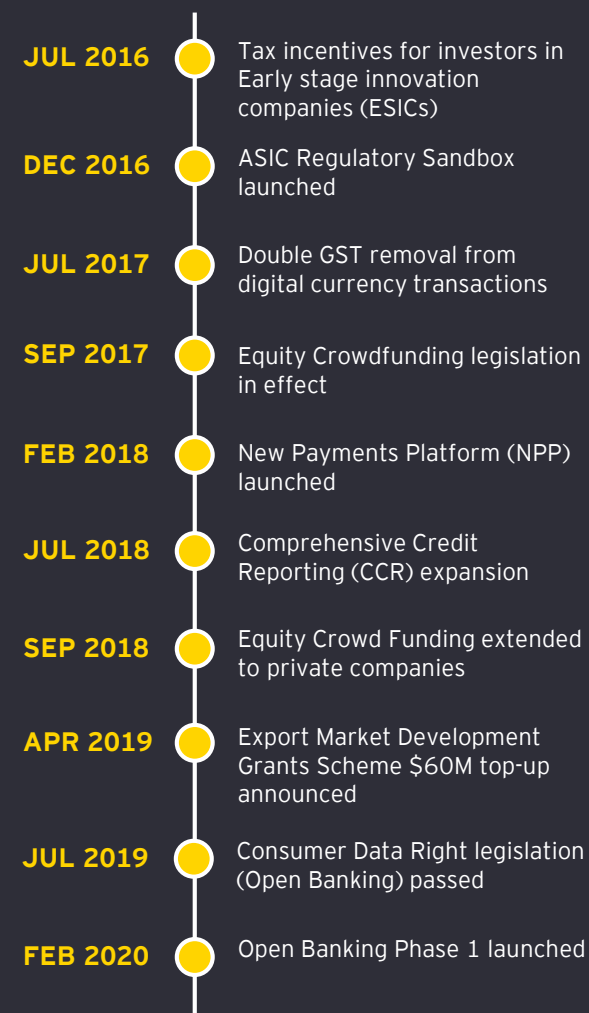 JUL 2016
Tax incentives for investors in
Early stage innovation
companies (ESICs)
DEC 2016
ASIC Regulatory Sandbox
launched
JUL 2017
Double GST removal from
digital currency transactions
SEP 2017
Equity Crowdfunding legislation
in effect
FEB 2018
New Payments Platform (NPP)
launched
JUL 2018
Comprehensive Credit
Reporting (CCR) expansion
SEP 2018
Equity Crowd Funding extended
to private companies
APR 2019
Export Market Development
Grants Scheme $60M top-up
announced
JUL 2019
Consumer Data Right legislation
(Open Banking) passed
FEB 2020
Open Banking Phase 1 launched